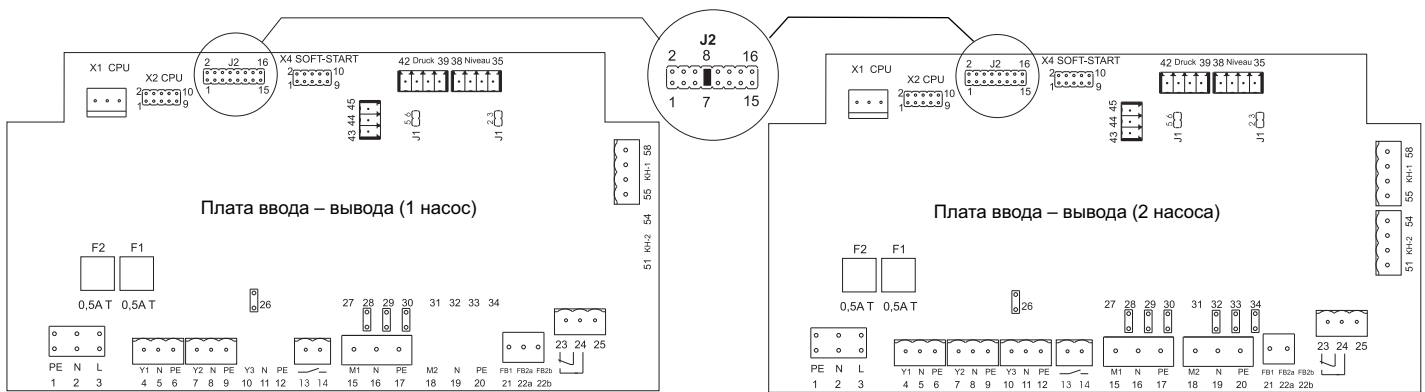 J2
2 8 16
1 7 15
X1 CPU
X2 CPU
2 10
1 9
2 J2 16
1 15
X4 SOFT-START
2 10
1 9
42 Druck 39 38 Niveau 35
43 44 45
5 6
J1
2 3
J1
55 КН-1 58
51 КН-2 54
Плата ввода – вывода (1 насос)
F2 F1
0,5A T 0,5A T
26
27 28 29 30 31 32 33 34
23 24 25
PE N L
1 2 3
Y1 N PE Y2 N PE Y3 N PE
4 5 6 7 8 9 10 11 12
13 14
M1 N PE M2 N PE
15 16 17 18 19 20
FB1 FB2a FB2b
21 22a 22b
X1 CPU
X2 CPU
2 10
1 9
2 J2 16
1 15
X4 SOFT-START
2 10
1 9
42 Druck 39 38 Niveau 35
43 44 45
5 6
J1
2 3
J1
55 КН-1 58
51 КН-2 54
Плата ввода – вывода (2 насоса)
F2 F1
0,5A T 0,5A T
26
27 28 29 30 31 32 33 34
23 24 25
PE N L
1 2 3
Y1 N PE Y2 N PE Y3 N PE
4 5 6 7 8 9 10 11 12
13 14
M1 N PE M2 N PE
15 16 17 18 19 20
FB1 FB2a FB2b
21 22a 22b